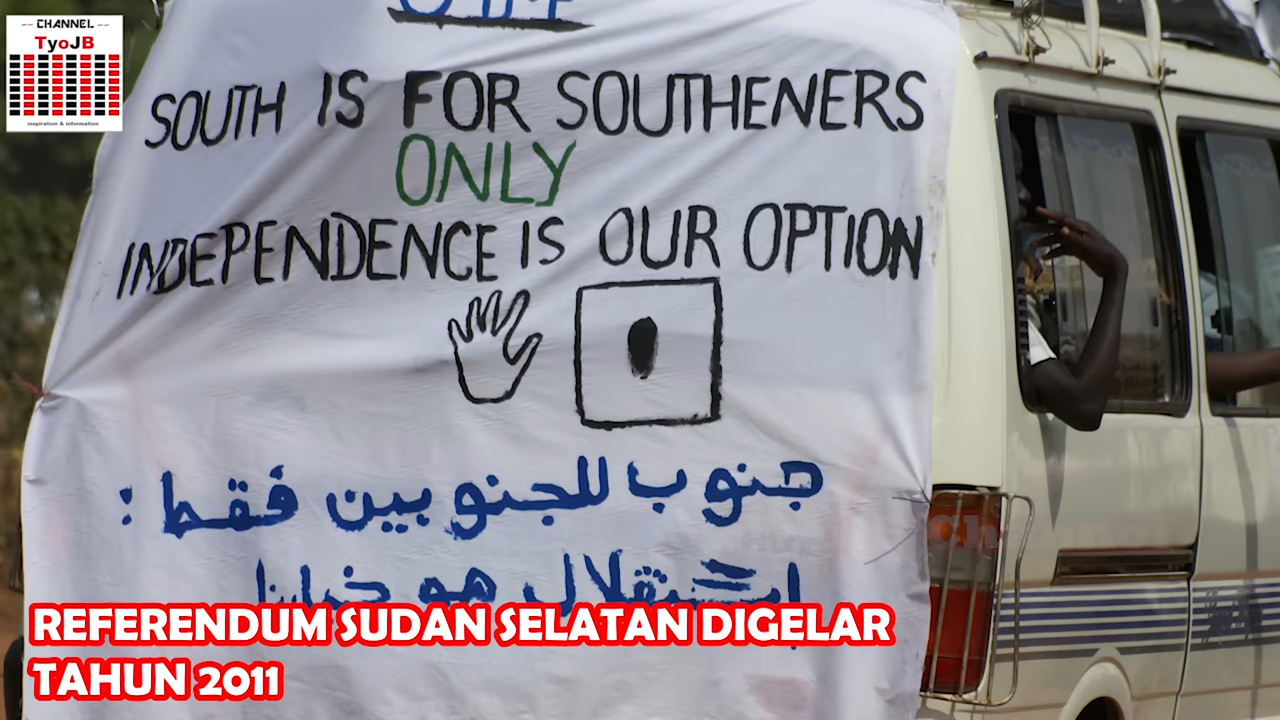 CHANNEL
TyoJB
inspiration & information
SOUTH IS FOR SOUTHENERS
ONLY
INDEPENDENCE IS OUR OPTION
جنوب للجنوبين فقط :
إستقلال هو خيارنا
REFERENDUM SUDAN SELATAN DIGELAR
TAHUN 2011